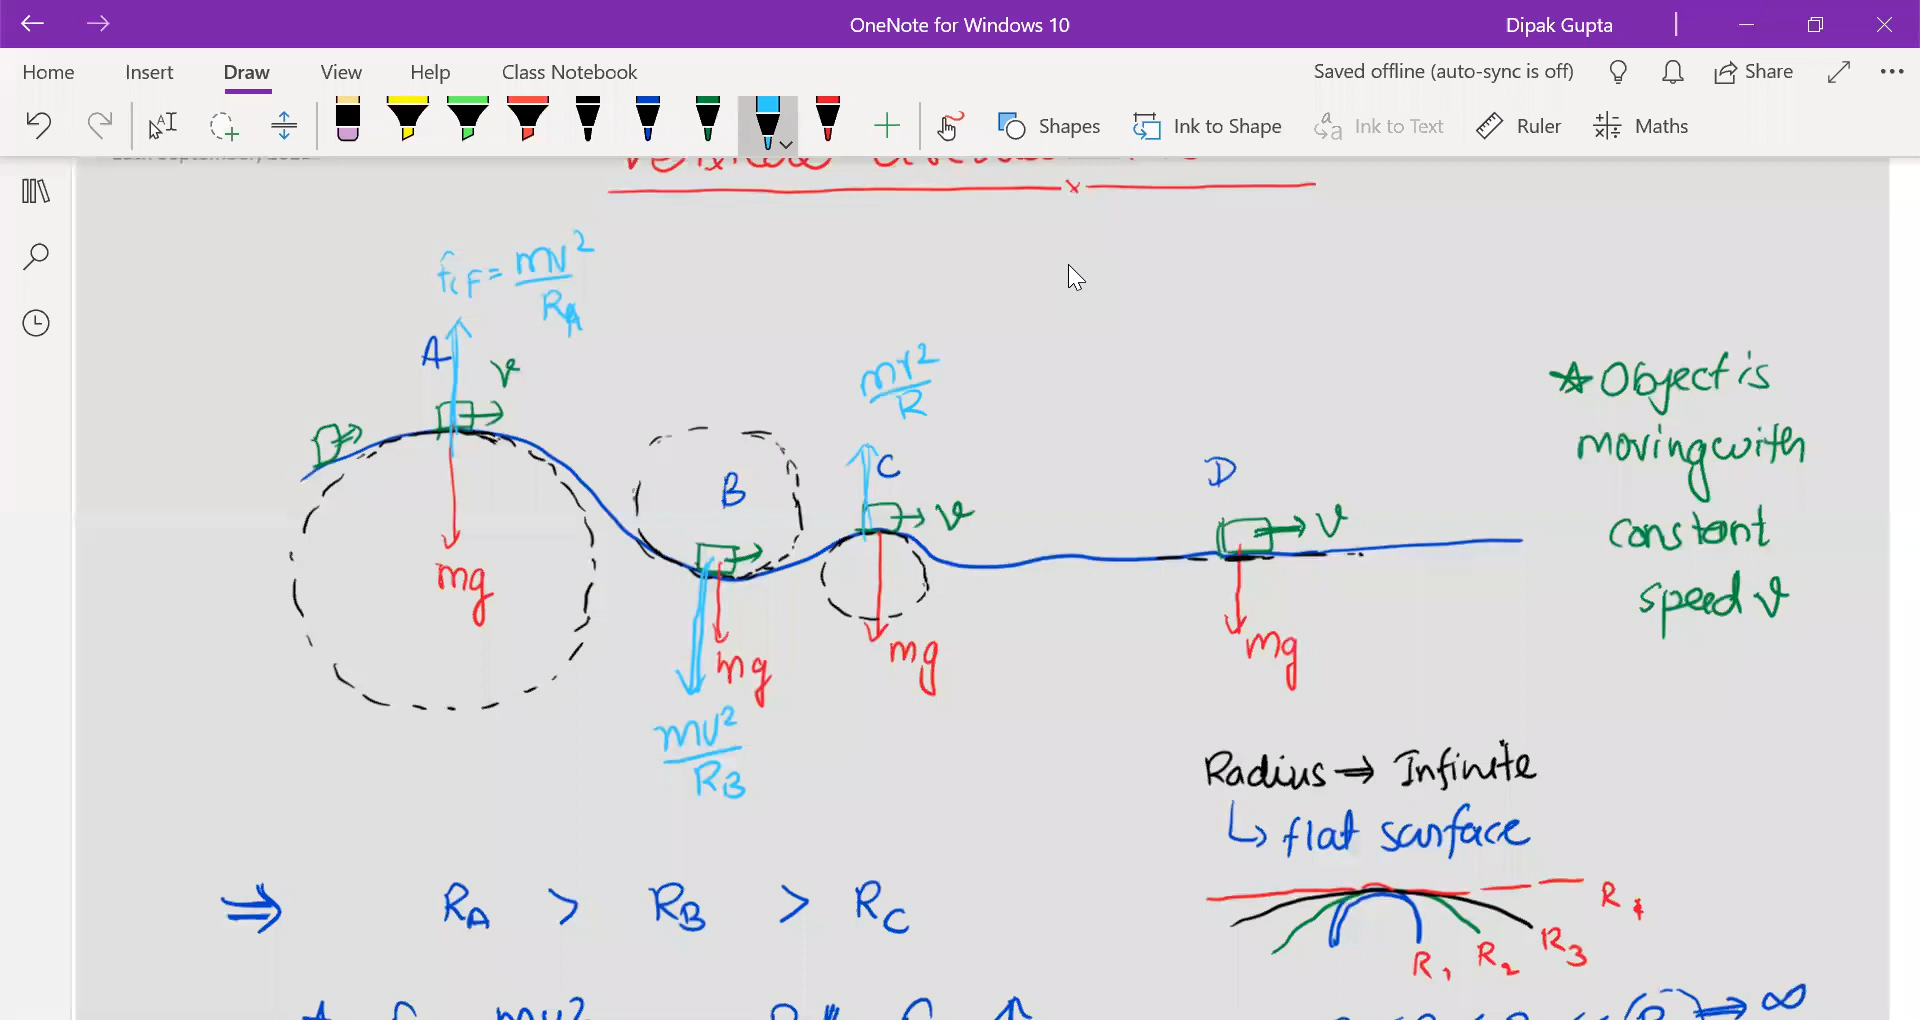 OneNote for Windows 10
Dipak Gupta
Home Insert Draw View Help Class Notebook
Saved offline (auto-sync is off) Share
Shapes Ink to Shape Ink to Text Ruler Maths
fcF = mv²/RA
A
v
mv²/R
C
v
B
D
v
mg
mg
mg
mg
mv²/RB
☆ Object is
moving with
constant
speed v
Radius → Infinite
↳ flat surface
⇒ RA > RB > RC
R1 R2 R3 R4
∞